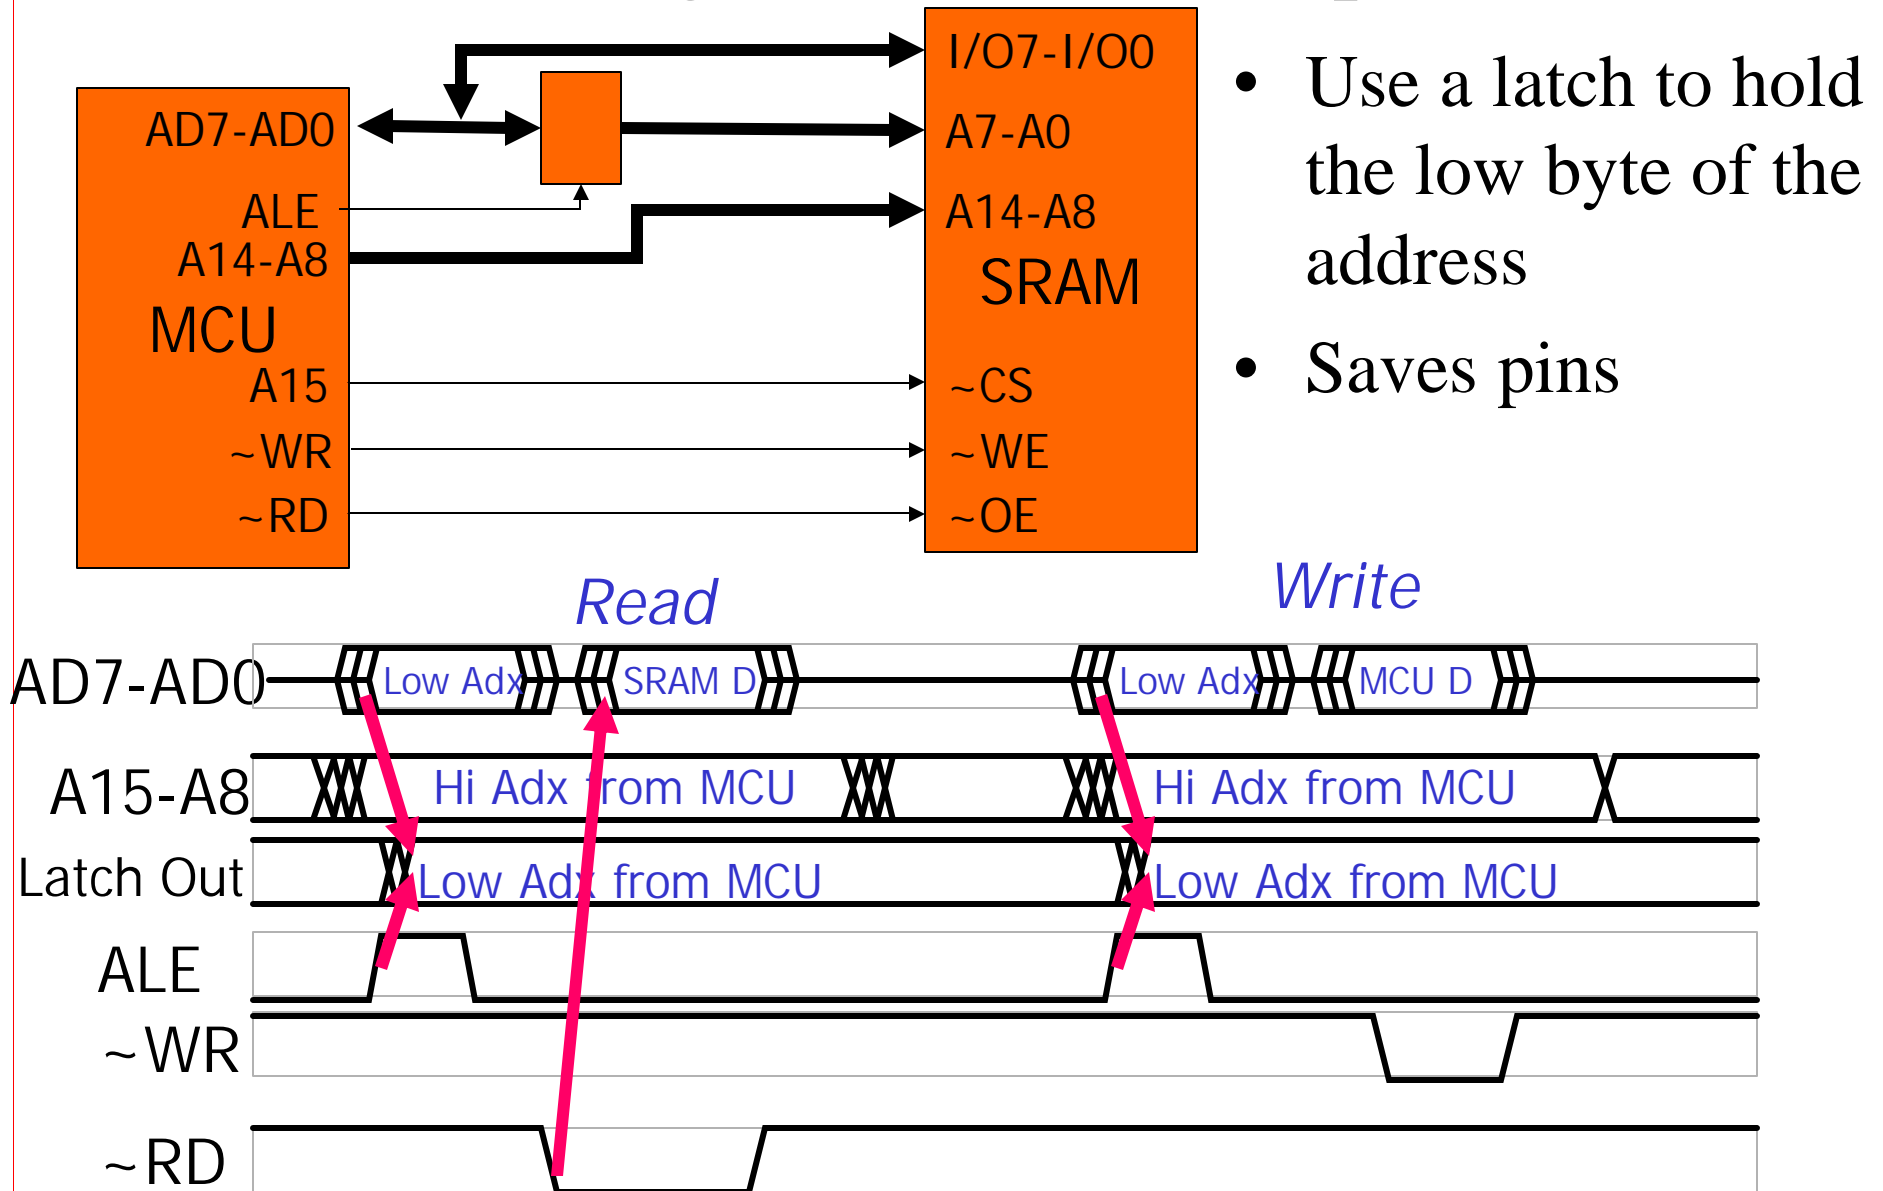 I/O7-I/O0
AD7-AD0
A7-A0
ALE
A14-A8
A14-A8
MCU
SRAM
A15
~CS
~WR
~WE
~RD
~OE
• Use a latch to hold
the low byte of the
address
• Saves pins
Read
Write
AD7-AD0
Low Adx
SRAM D
Low Adx
MCU D
A15-A8
Hi Adx from MCU
Hi Adx from MCU
Latch Out
Low Adx from MCU
Low Adx from MCU
ALE
~WR
~RD